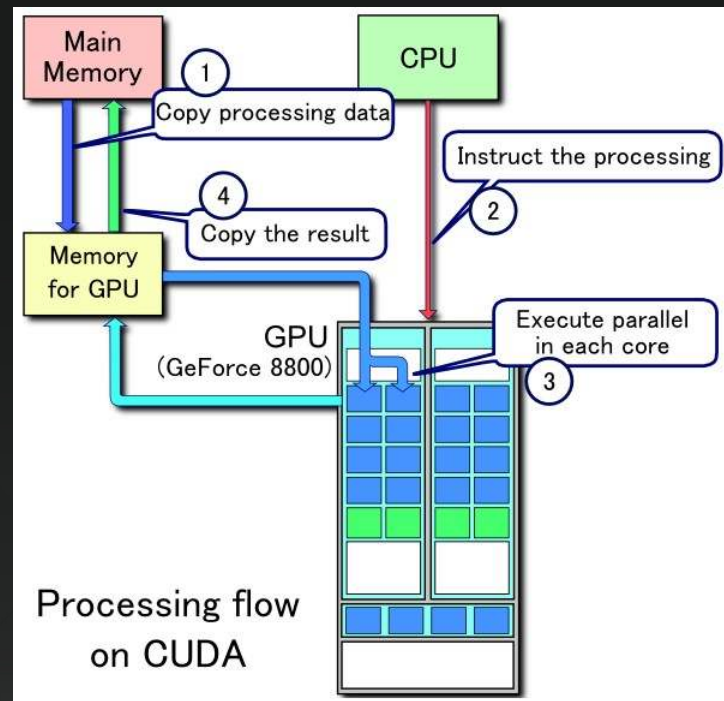 Main
Memory
CPU
1
Copy processing data
Instruct the processing
2
4
Copy the result
Memory
for GPU
GPU
(GeForce 8800)
Execute parallel
in each core
3
Processing flow
on CUDA